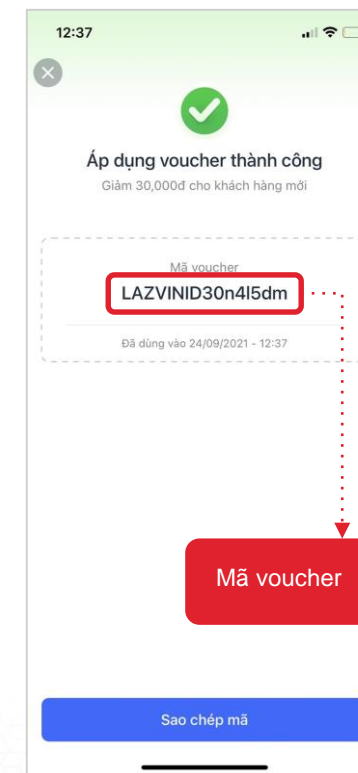 12:37
Áp dụng voucher thành công
Giảm 30,000đ cho khách hàng mới
Mã voucher
LAZVINID30n4l5dm
Đã dùng vào 24/09/2021 - 12:37
Mã voucher
Sao chép mã